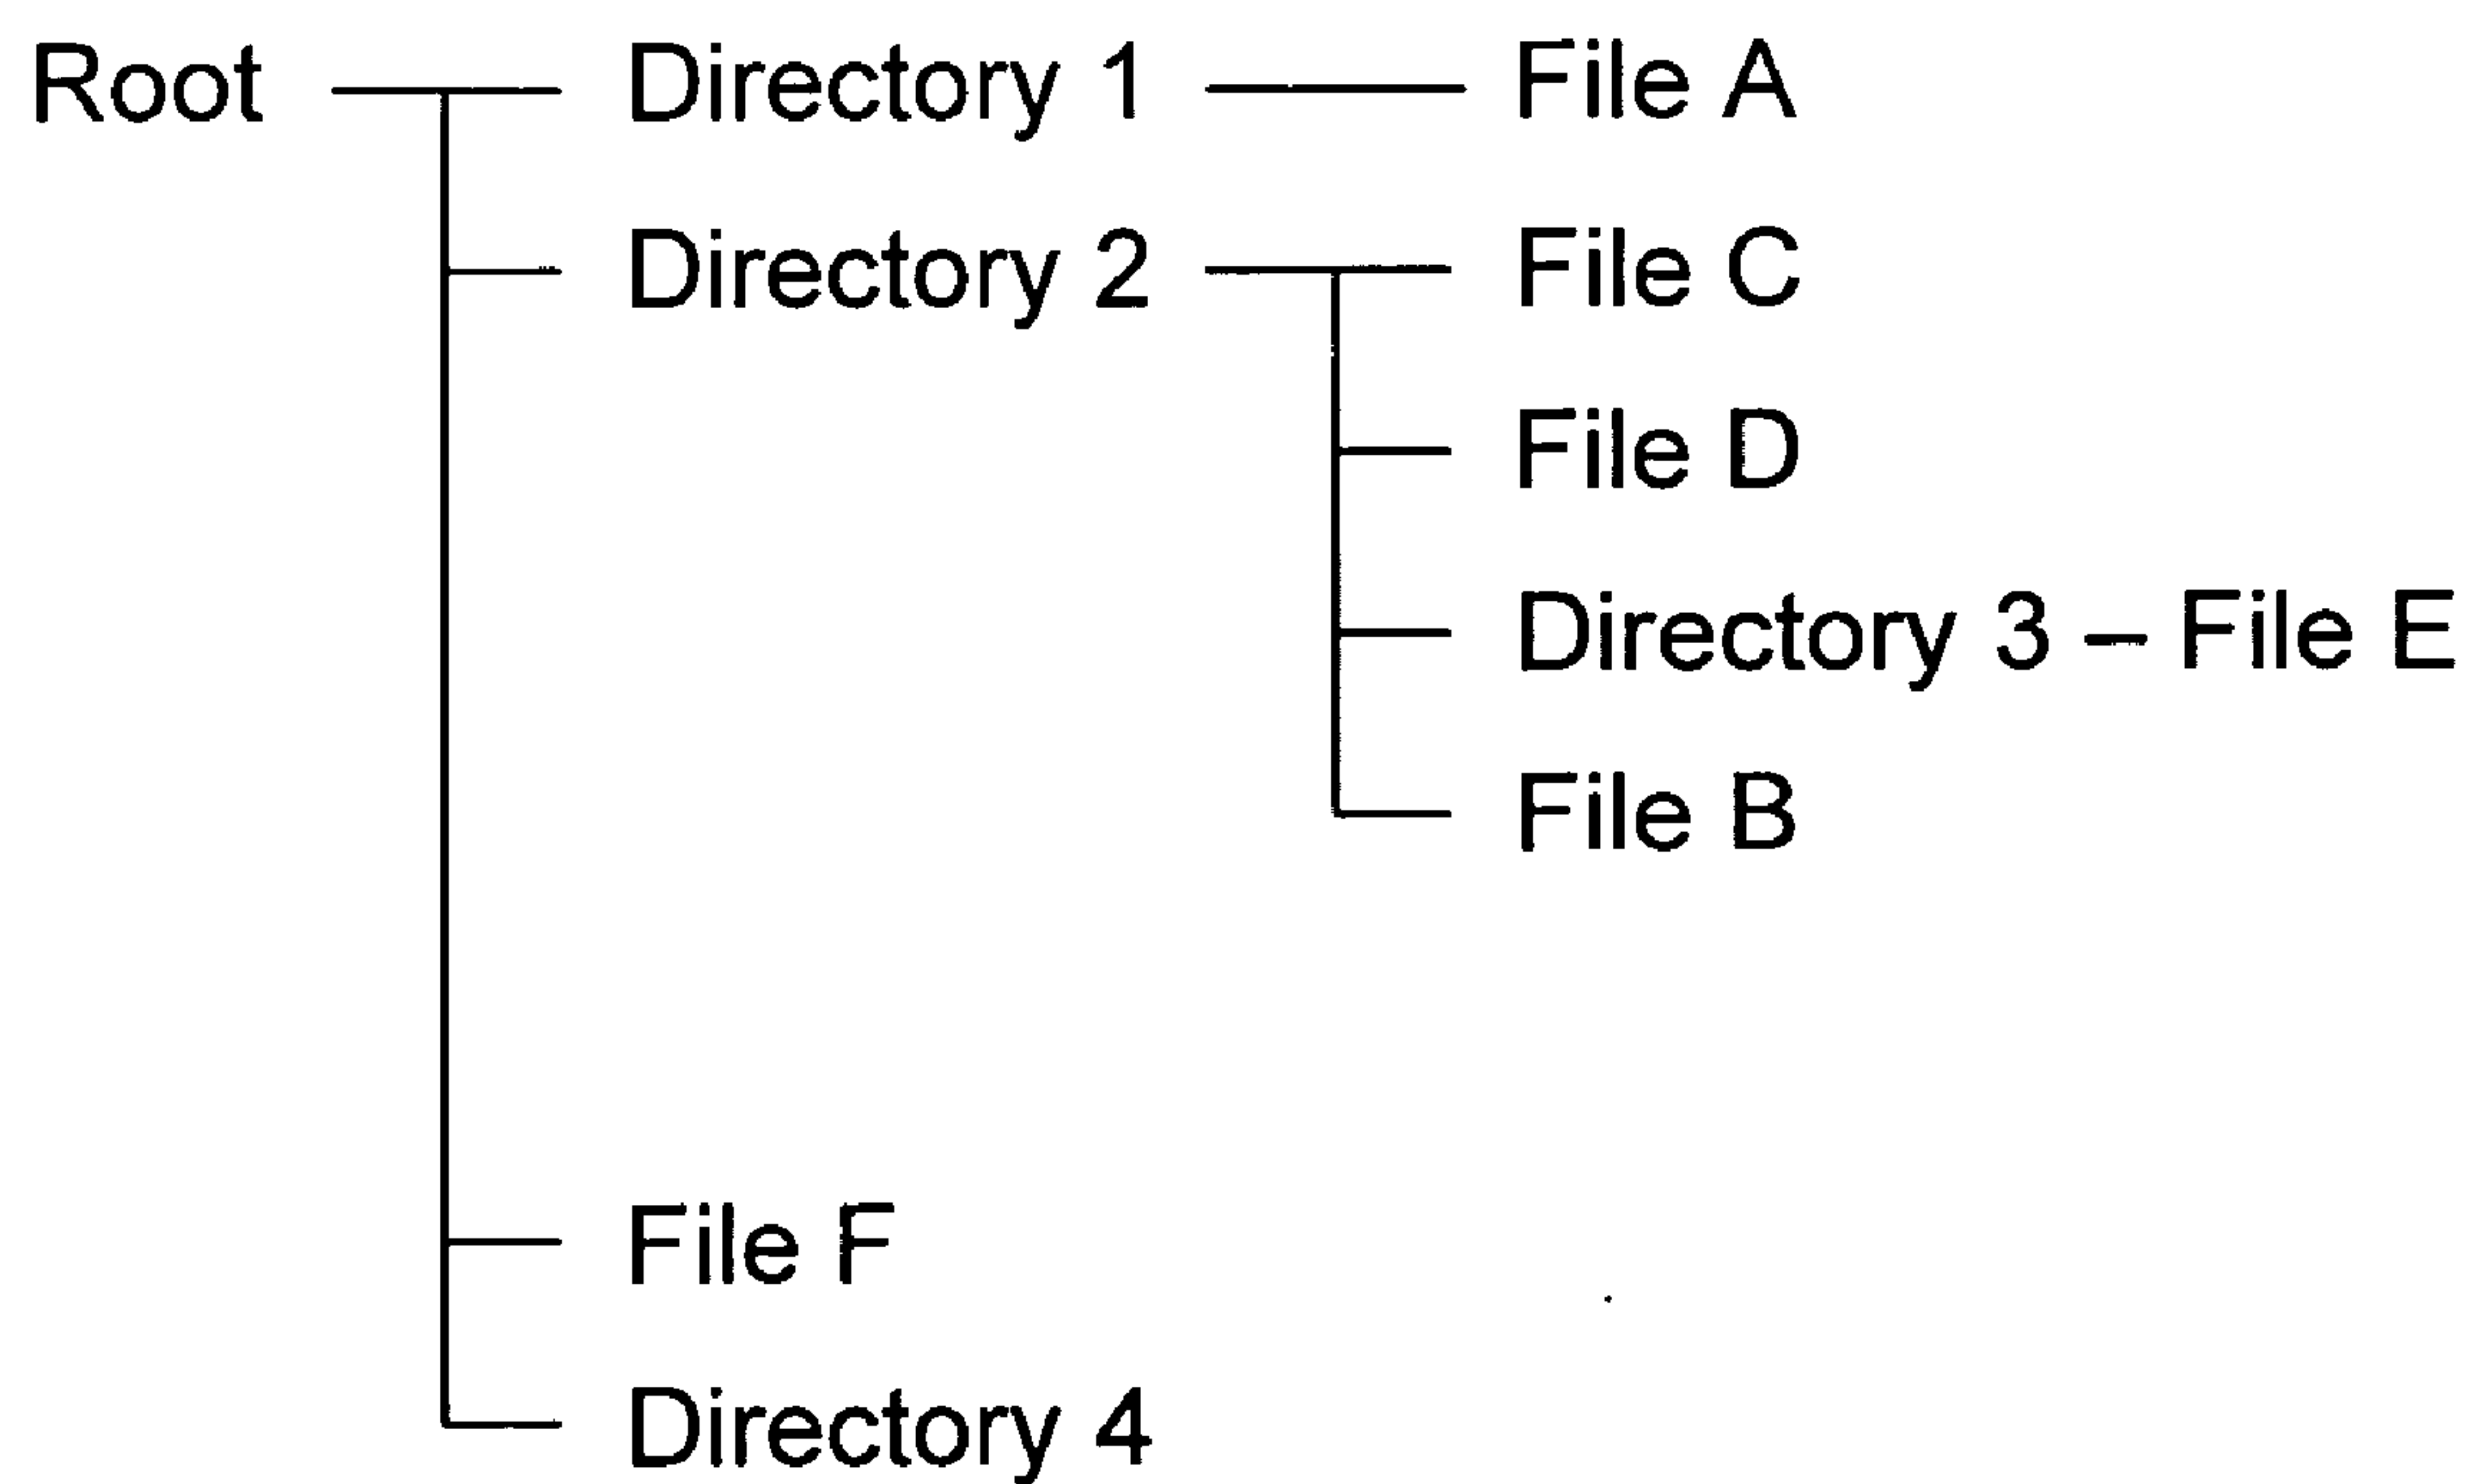 Root Directory 1 File A
Directory 2 File C
File D
Directory 3 – File E
File B
File F
Directory 4